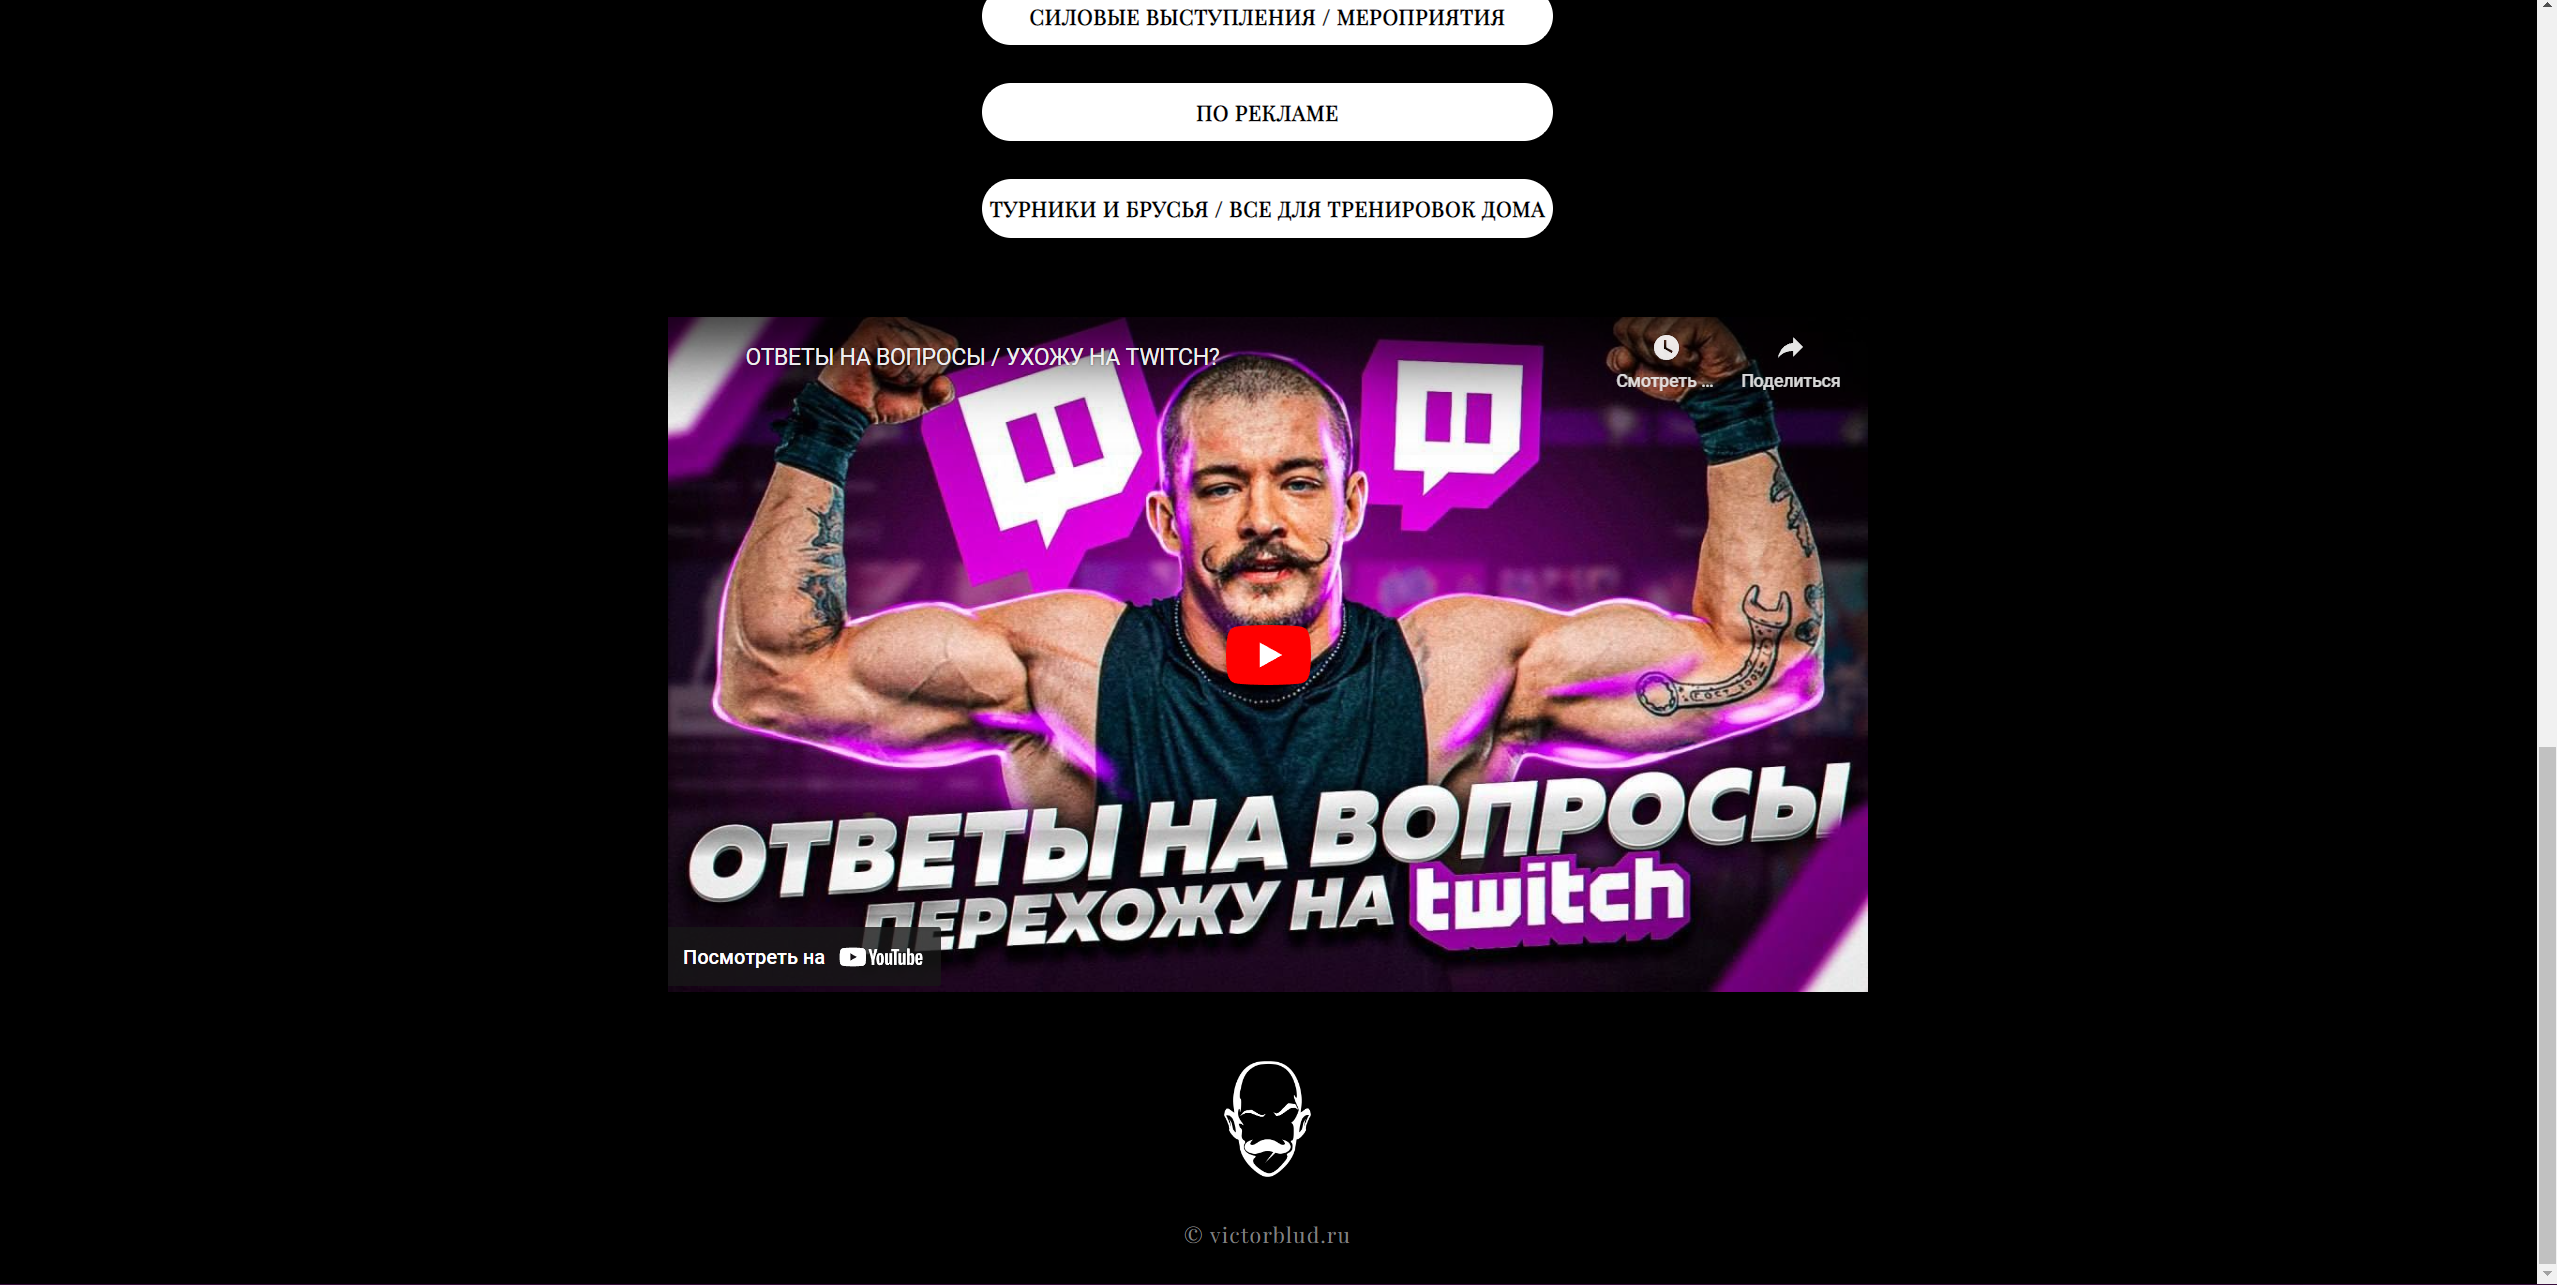 СИЛОВЫЕ ВЫСТУПЛЕНИЯ / МЕРОПРИЯТИЯ
ПО РЕКЛАМЕ
ТУРНИКИ И БРУСЬЯ / ВСЕ ДЛЯ ТРЕНИРОВОК ДОМА
ОТВЕТЫ НА ВОПРОСЫ / УХОЖУ НА TWITCH?
Смотреть ...
Поделиться
ОТВЕТЫ НА ВОПРОСЫ
ПЕРЕХОЖУ НА twitch
Посмотреть на YouTube
© victorblud.ru